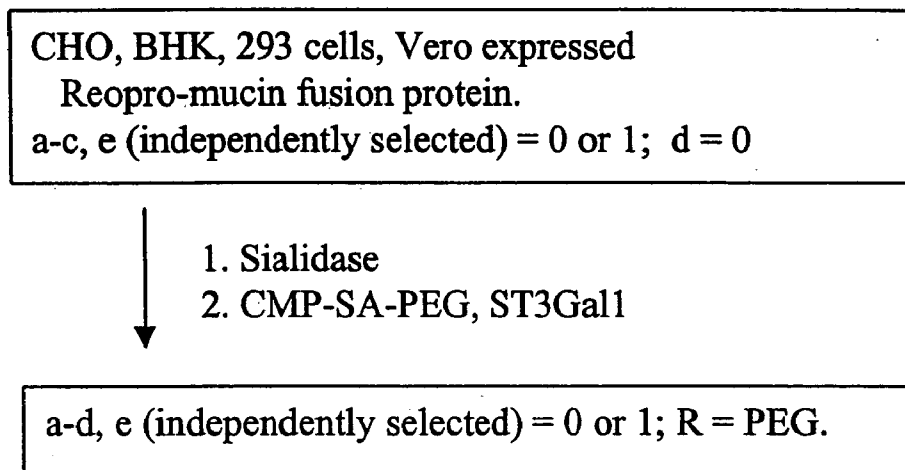 CHO, BHK, 293 cells, Vero expressed
Reopro-mucin fusion protein.
a-c, e (independently selected) = 0 or 1; d = 0
1. Sialidase
2. CMP-SA-PEG, ST3Gal1
a-d, e (independently selected) = 0 or 1; R = PEG.